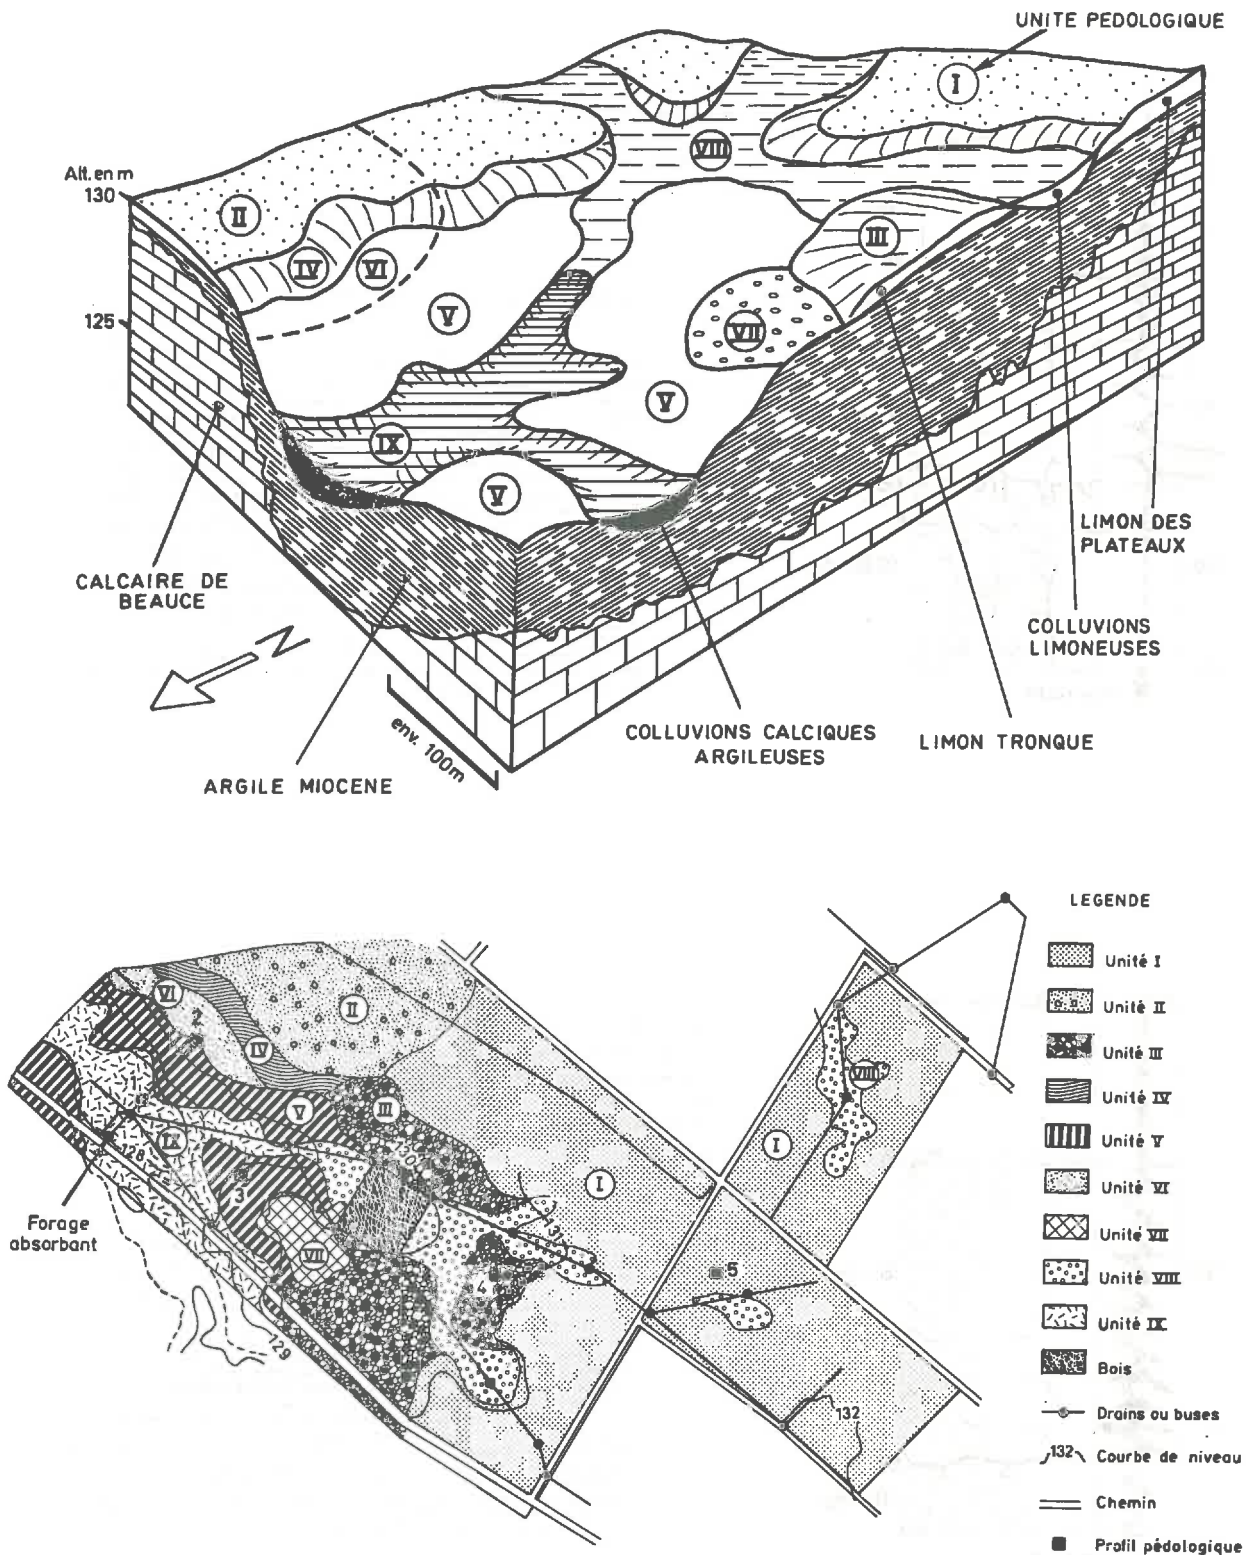 UNITE PEDOLOGIQUE
I
VIII
Alt. en m
130
II
III
IV
VI
V
125
VII
V
IX
V
LIMON DES
PLATEAUX
CALCAIRE DE
BEAUCE
COLLUVIONS
LIMONEUSES
N
COLLUVIONS CALCIQUES
ARGILEUSES
LIMON TRONQUE
env. 100m
ARGILE MIOCENE
LEGENDE
Unité I
Unité II
Unité III
Unité IV
Unité V
Unité VI
Unité VII
Unité VIII
Unité IX
Bois
Drains ou buses
132
Courbe de niveau
Chemin
Profil pédologique
VI
2
II
IV
VIII
1
V
III
I
IX
128
130
I
3
Forage
absorbant
VII
131
5
4
129
132